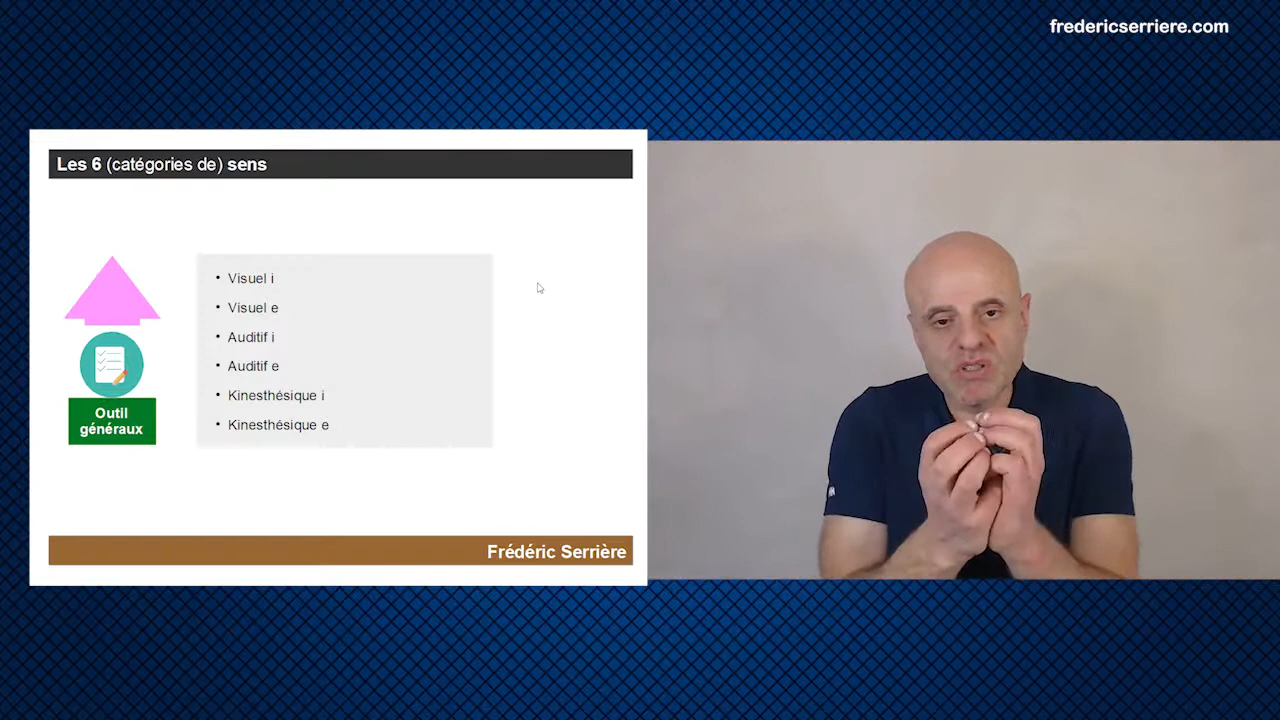 fredericserriere.com
Les 6 (catégories de) sens
• Visuel i
• Visuel e
• Auditif i
• Auditif e
• Kinesthésique i
• Kinesthésique e
Outil
généraux
Frédéric Serrière